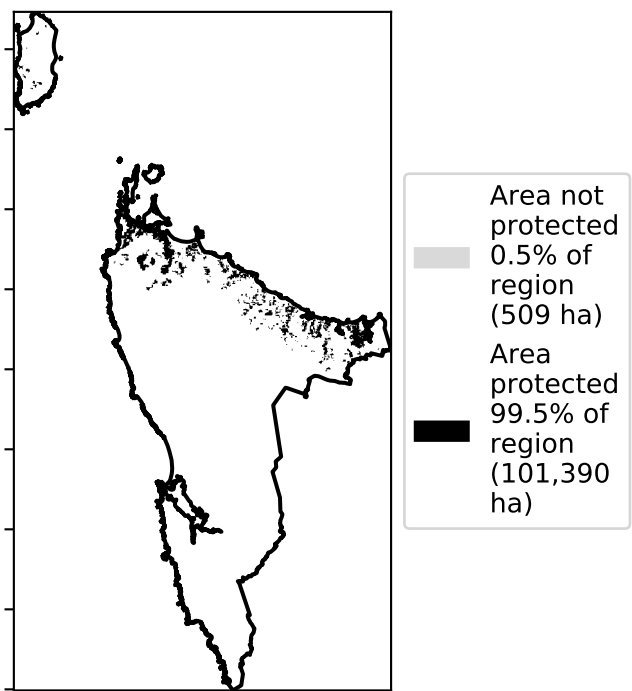 Area not
protected
0.5% of
region
(509 ha)
Area
protected
99.5% of
region
(101,390
ha)